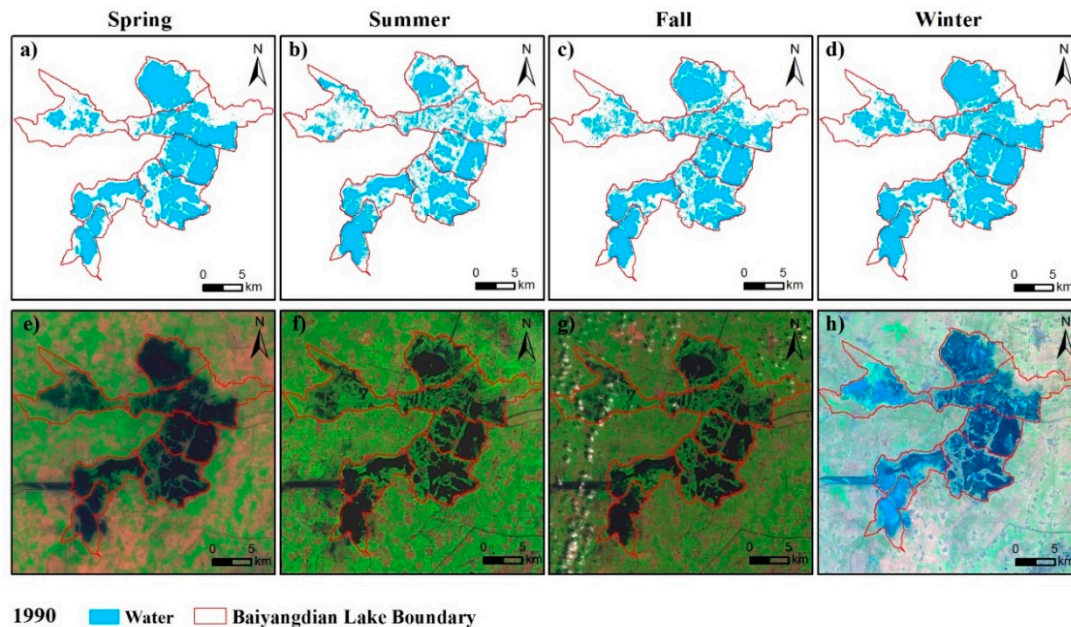 Spring Summer Fall Winter
a) N b) N c) N d) N
0 5 km 0 5 km 0 5 km 0 5 km
e) N f) N g) N h) N
0 5 km 0 5 km 0 5 km 0 5 km
1990 Water Baiyangdian Lake Boundary